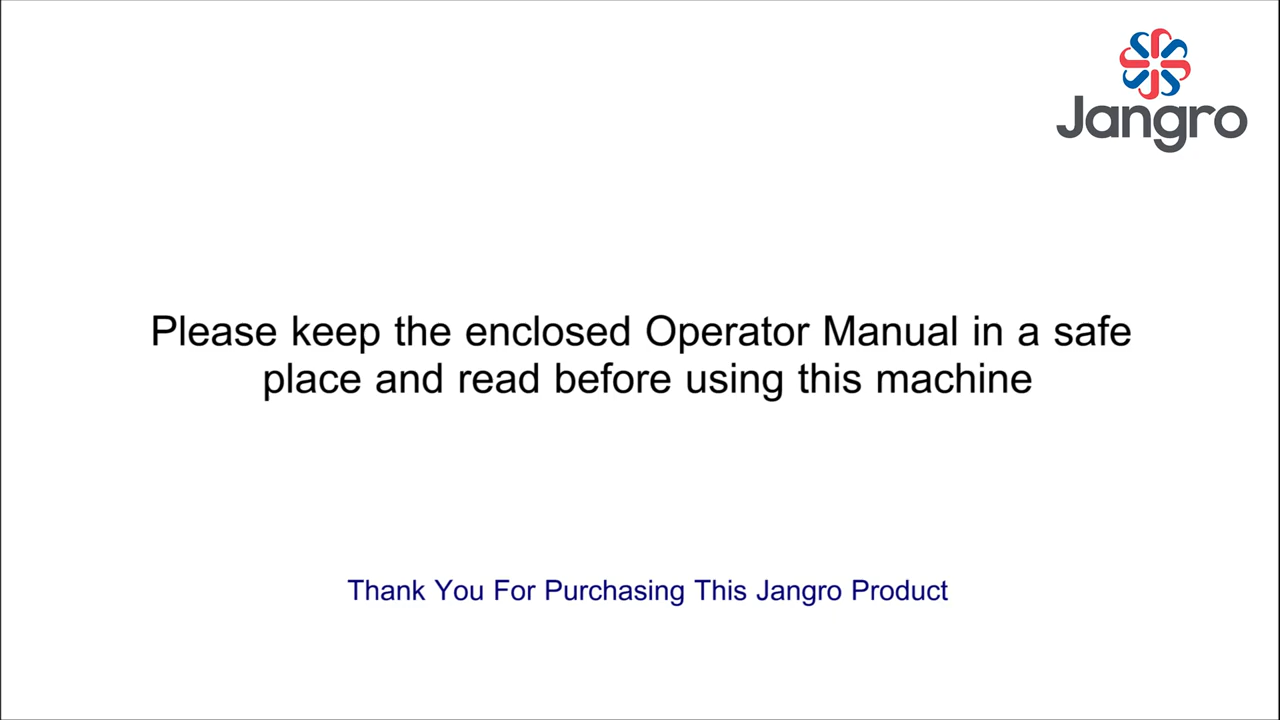 Jangro
Please keep the enclosed Operator Manual in a safe
place and read before using this machine
Thank You For Purchasing This Jangro Product